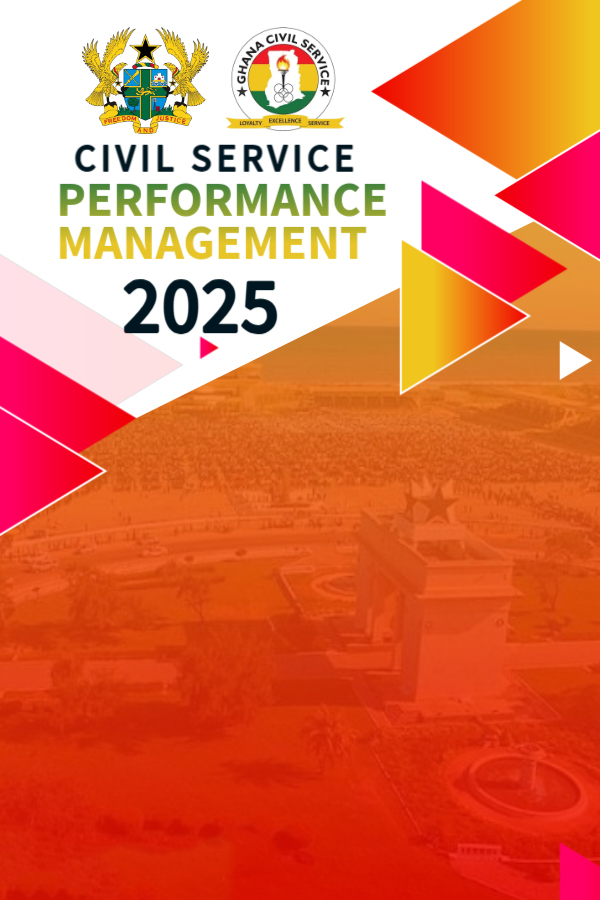 FREEDOM AND JUSTICE
GHANA CIVIL SERVICE
LOYALTY EXCELLENCE SERVICE
CIVIL SERVICE
PERFORMANCE
MANAGEMENT
2025